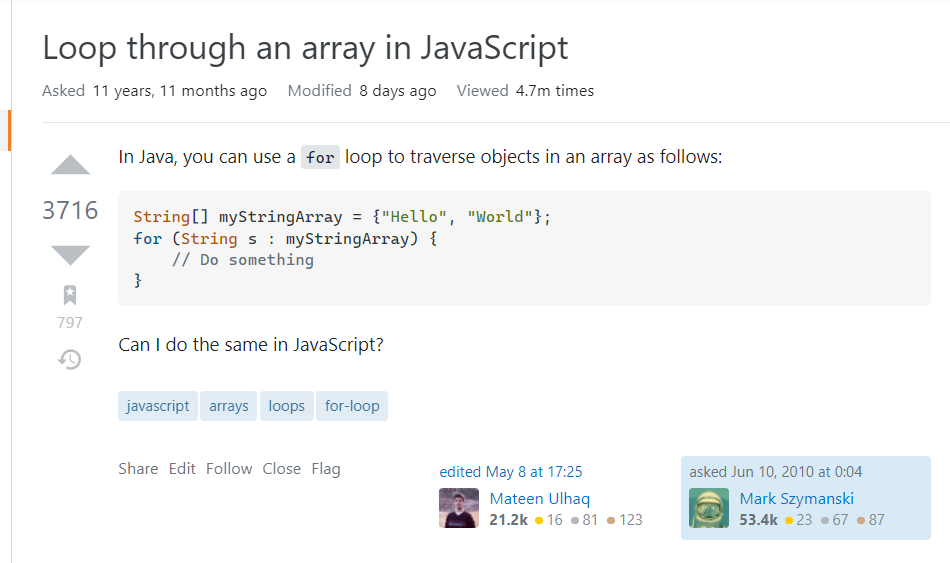 Loop through an array in JavaScript
Asked 11 years, 11 months ago Modified 8 days ago Viewed 4.7m times
In Java, you can use a for loop to traverse objects in an array as follows:
3716
String[] myStringArray = {"Hello", "World"};
for (String s : myStringArray) {
    // Do something
}
797
Can I do the same in JavaScript?
javascript arrays loops for-loop
Share Edit Follow Close Flag
edited May 8 at 17:25
Mateen Ulhaq
21.2k 16 81 123
asked Jun 10, 2010 at 0:04
Mark Szymanski
53.4k 23 67 87